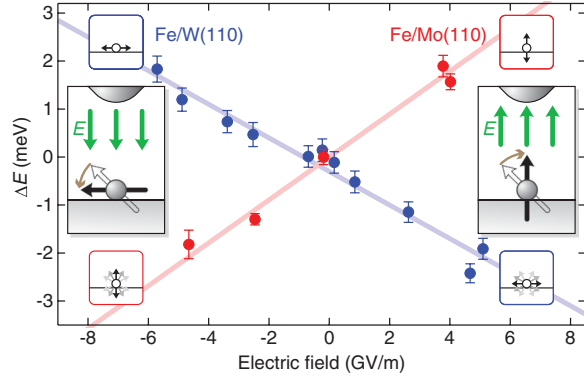 Fe/W(110) Fe/Mo(110)
3
2
1
0
-1
-2
-3
ΔE (meV)
E
E
-8 -6 -4 -2 0 2 4 6 8
Electric field (GV/m)